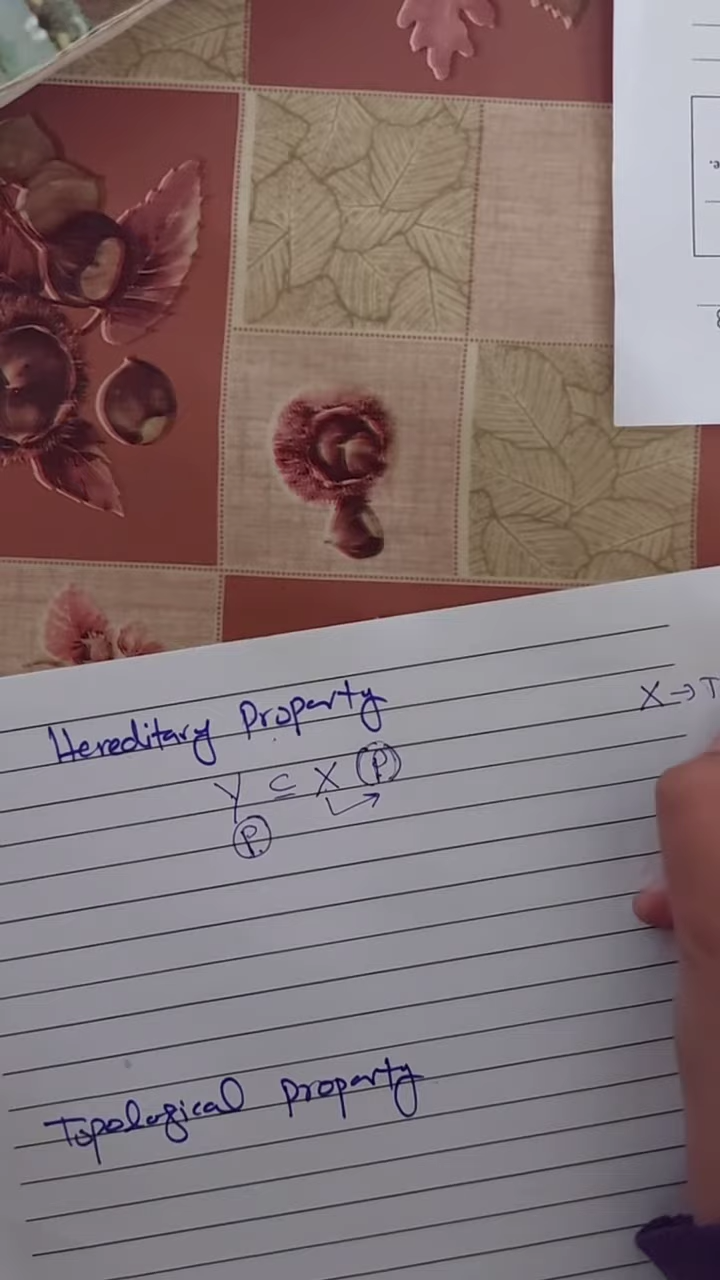 Hereditary Property
X → T
Y ⊆ X (P)
(P)
Topological Property